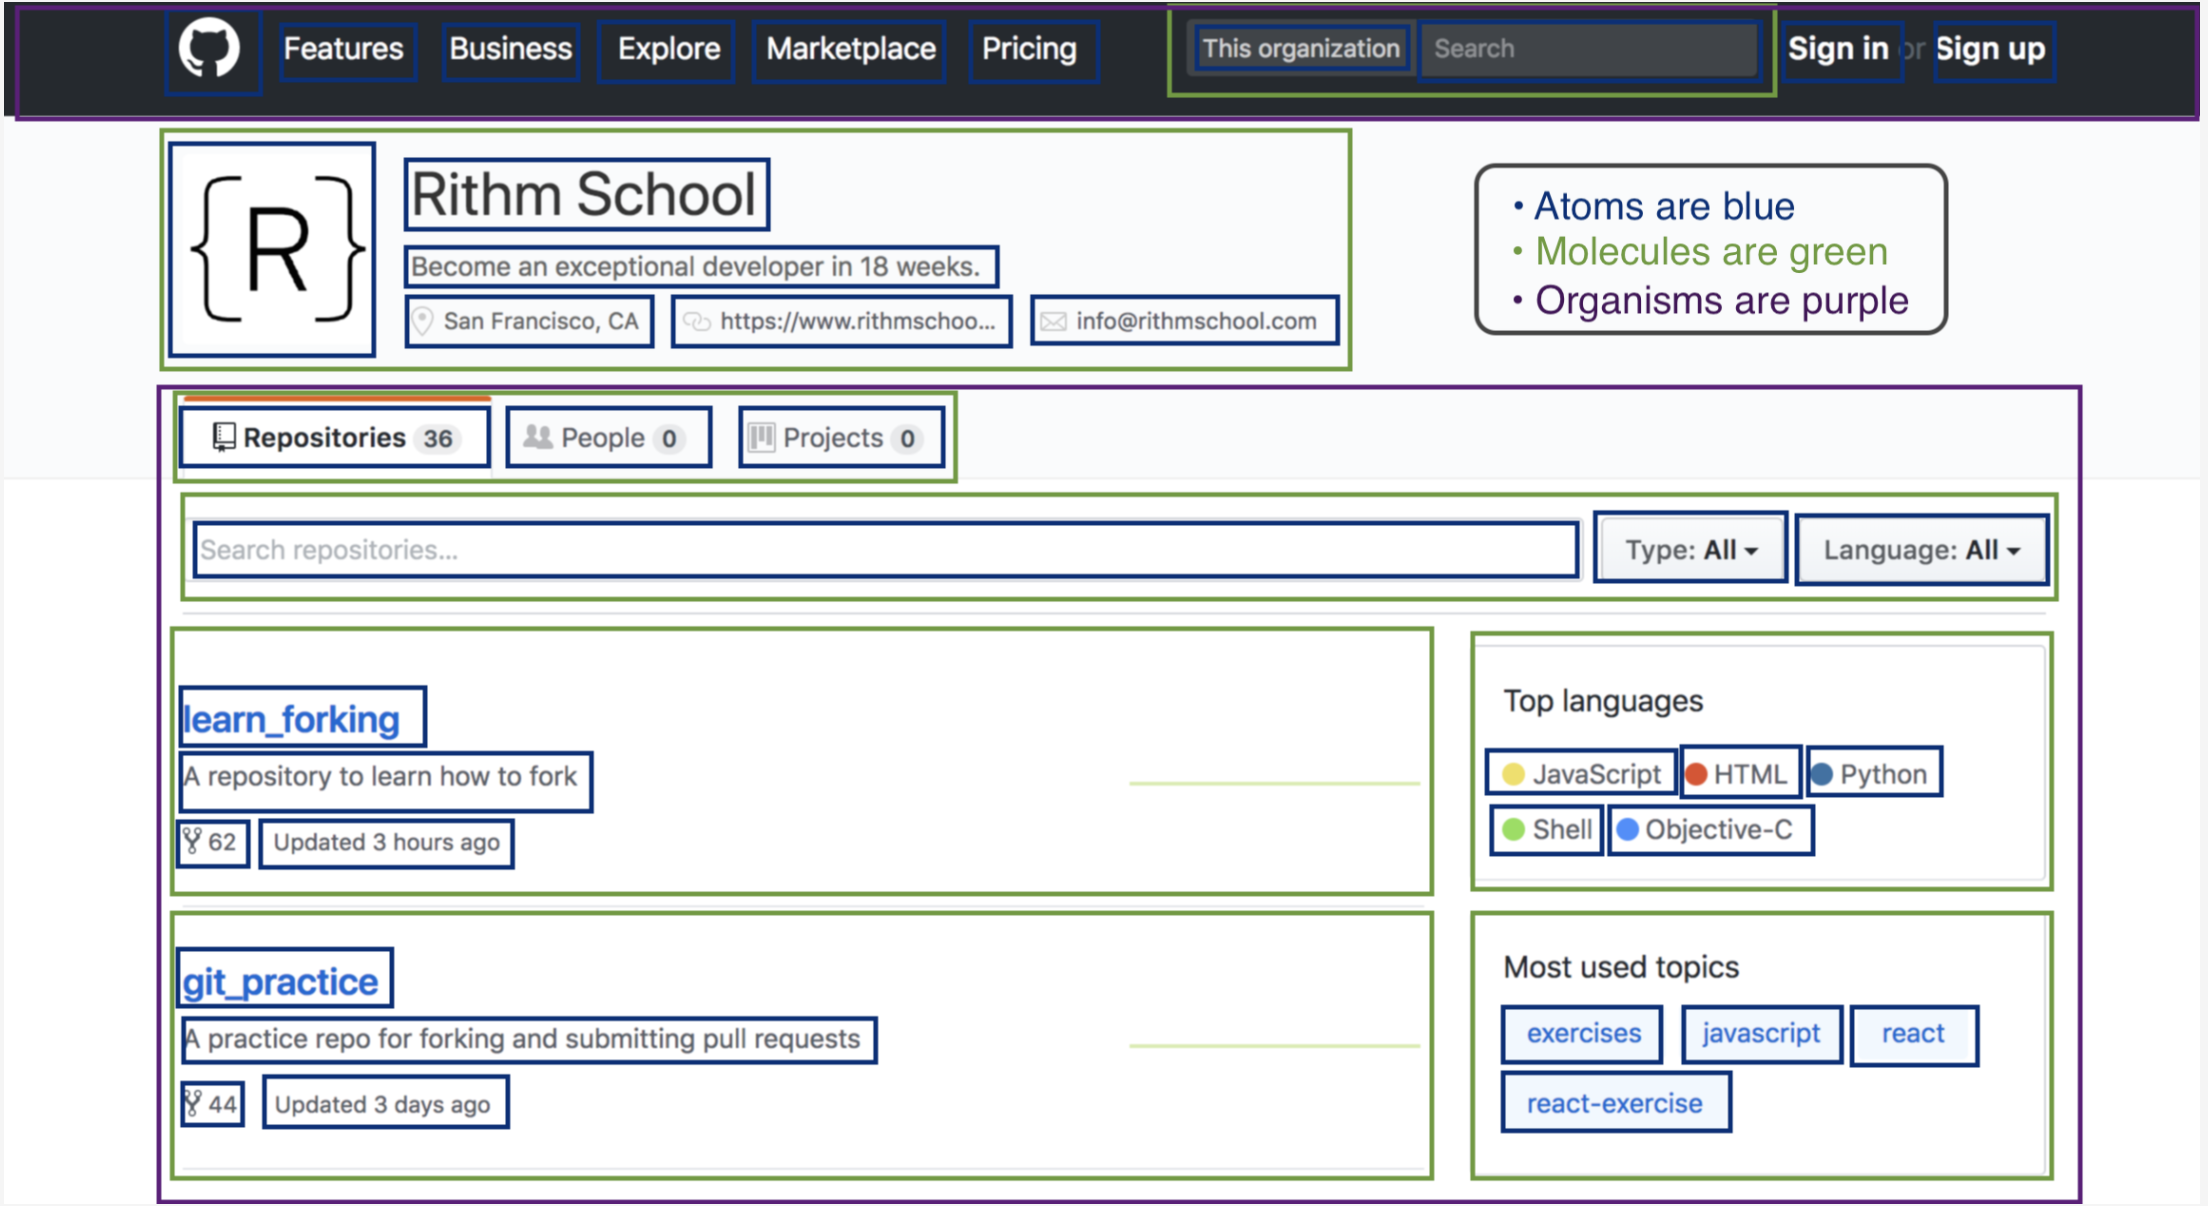 Features Business Explore Marketplace Pricing This organization Search Sign in or Sign up
{R}
Rithm School
Become an exceptional developer in 18 weeks.
San Francisco, CA https://www.rithmschoo... info@rithmschool.com
• Atoms are blue
• Molecules are green
• Organisms are purple
Repositories 36 People 0 Projects 0
Search repositories... Type: All Language: All
learn_forking
A repository to learn how to fork
62 Updated 3 hours ago
Top languages
JavaScript HTML Python
Shell Objective-C
git_practice
A practice repo for forking and submitting pull requests
44 Updated 3 days ago
Most used topics
exercises javascript react
react-exercise